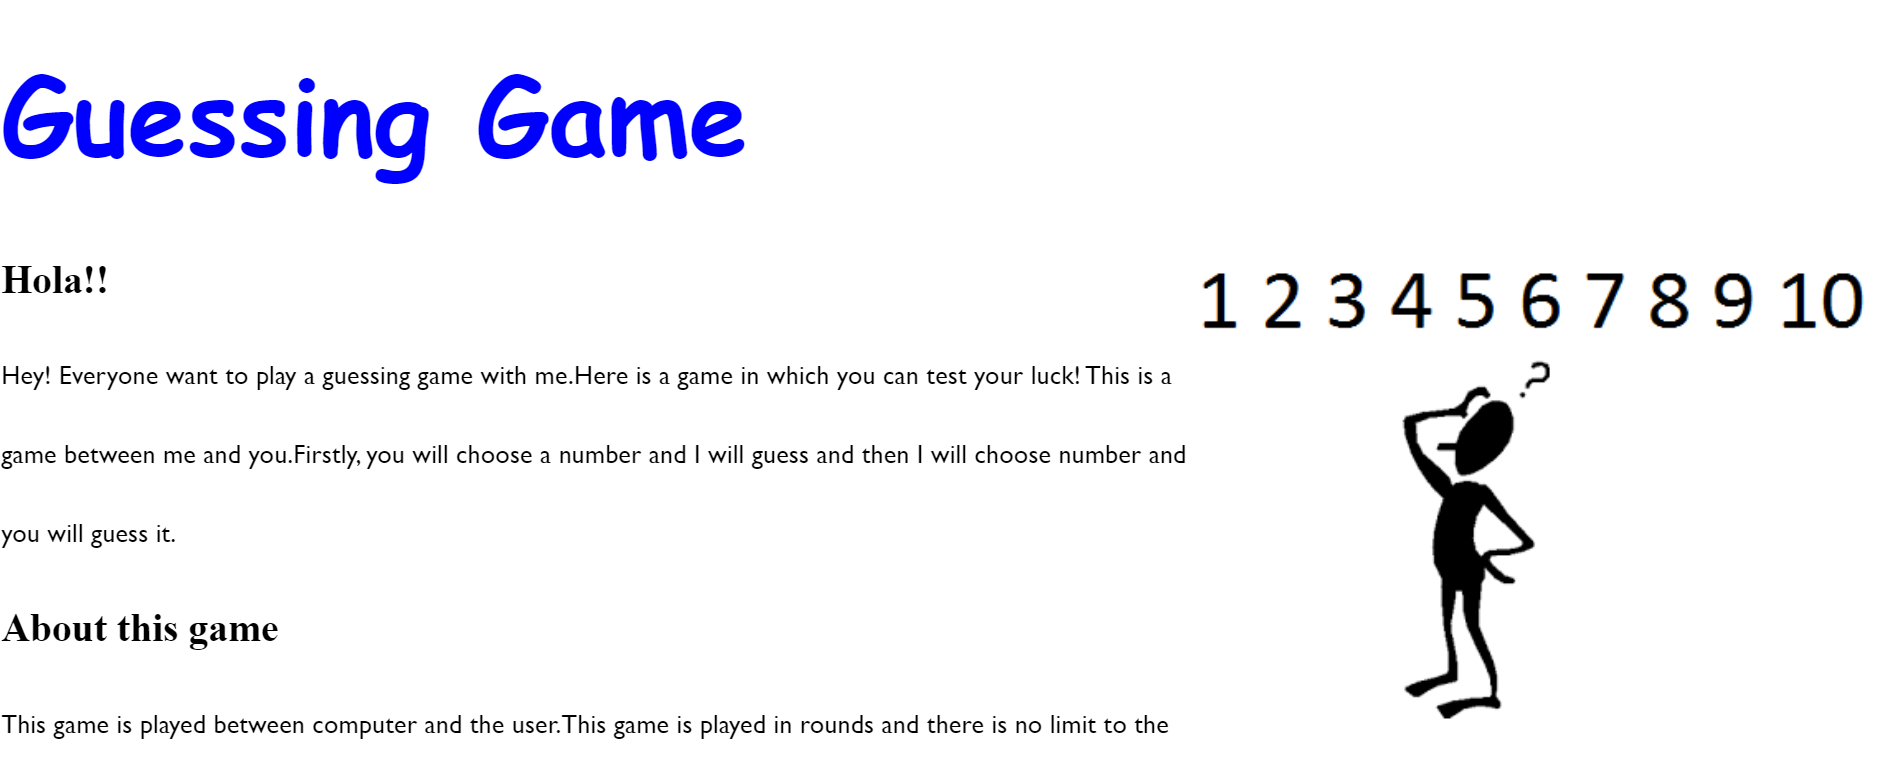 Guessing Game
Hola!!
1 2 3 4 5 6 7 8 9 10
?
Hey! Everyone want to play a guessing game with me.Here is a game in which you can test your luck! This is a
game between me and you.Firstly, you will choose a number and I will guess and then I will choose number and
you will guess it.
About this game
This game is played between computer and the user.This game is played in rounds and there is no limit to the